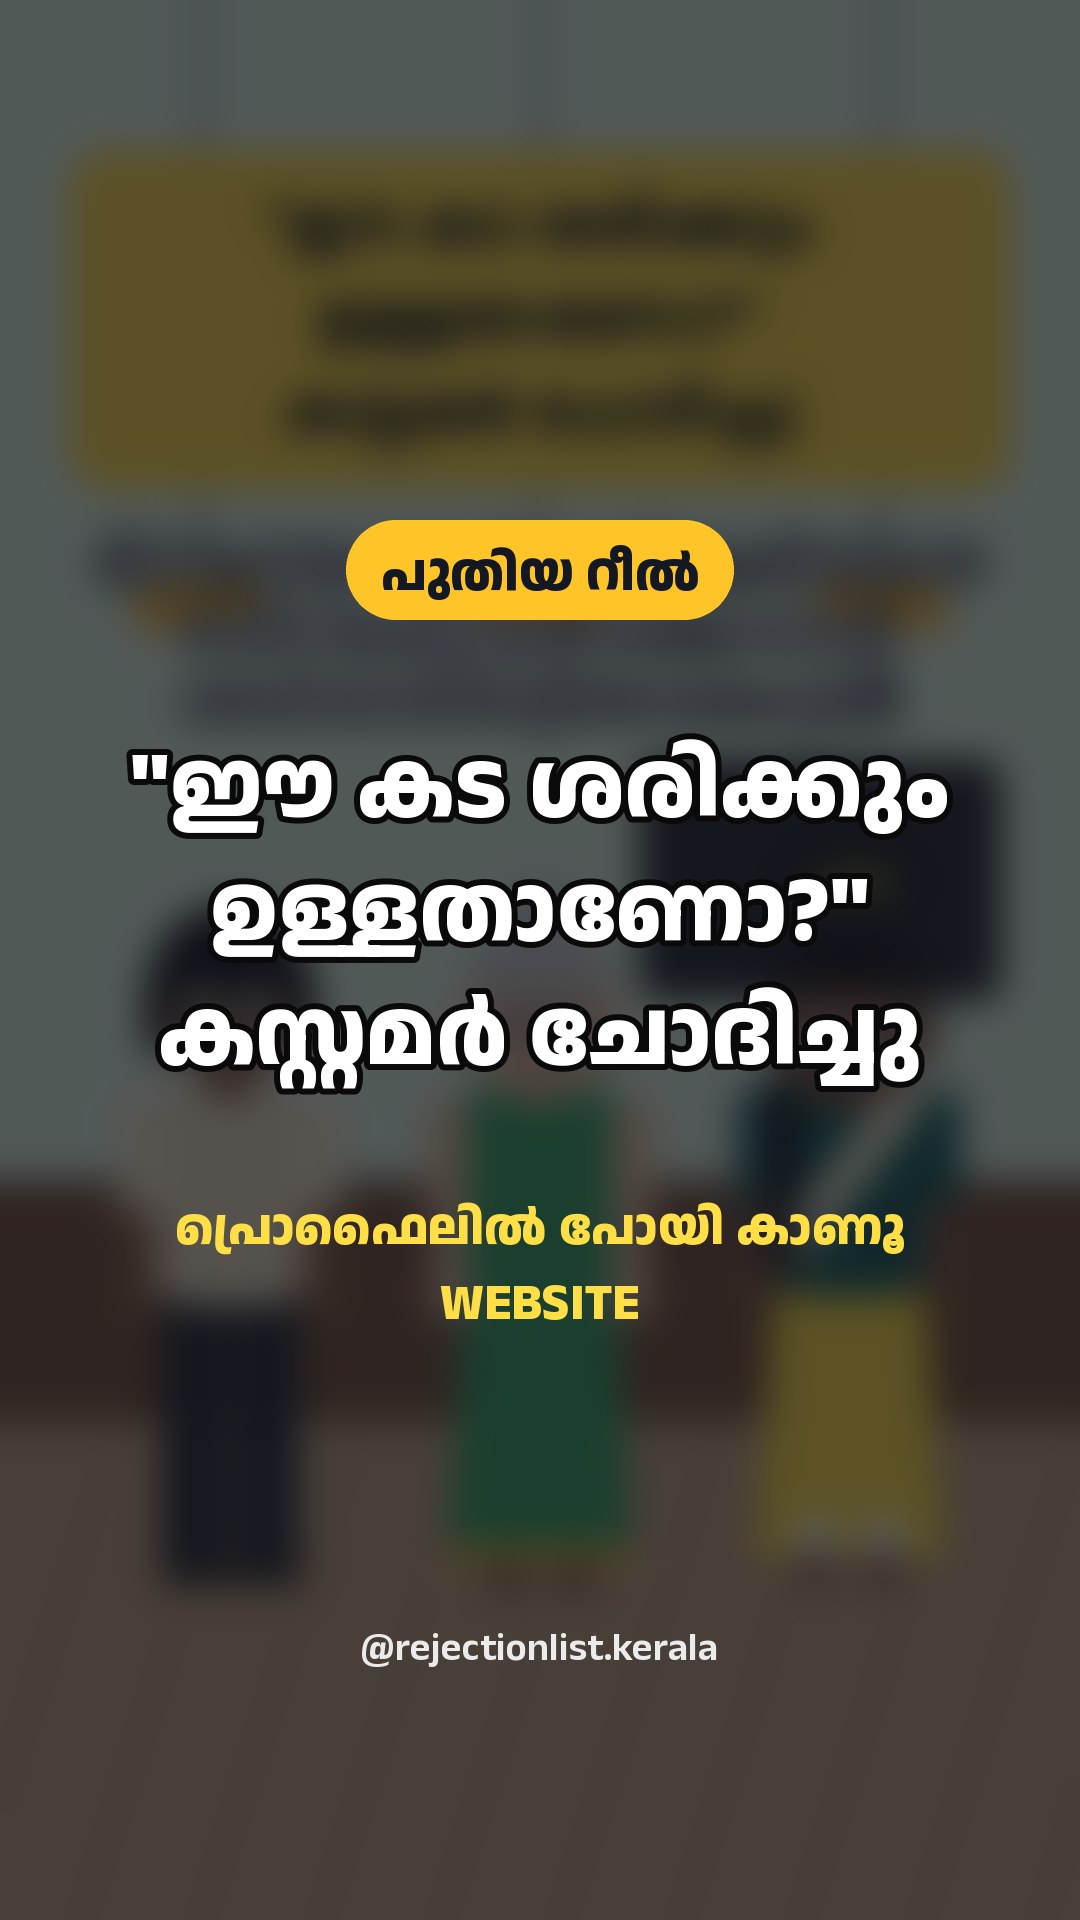 പുതിയ റീൽ
"ഈ കട ശരിക്കും
ഉള്ളതാണോ?"
കസ്റ്റമർ ചോദിച്ചു
പ്രൊഫൈലിൽ പോയി കാണൂ
WEBSITE
@rejectionlist.kerala